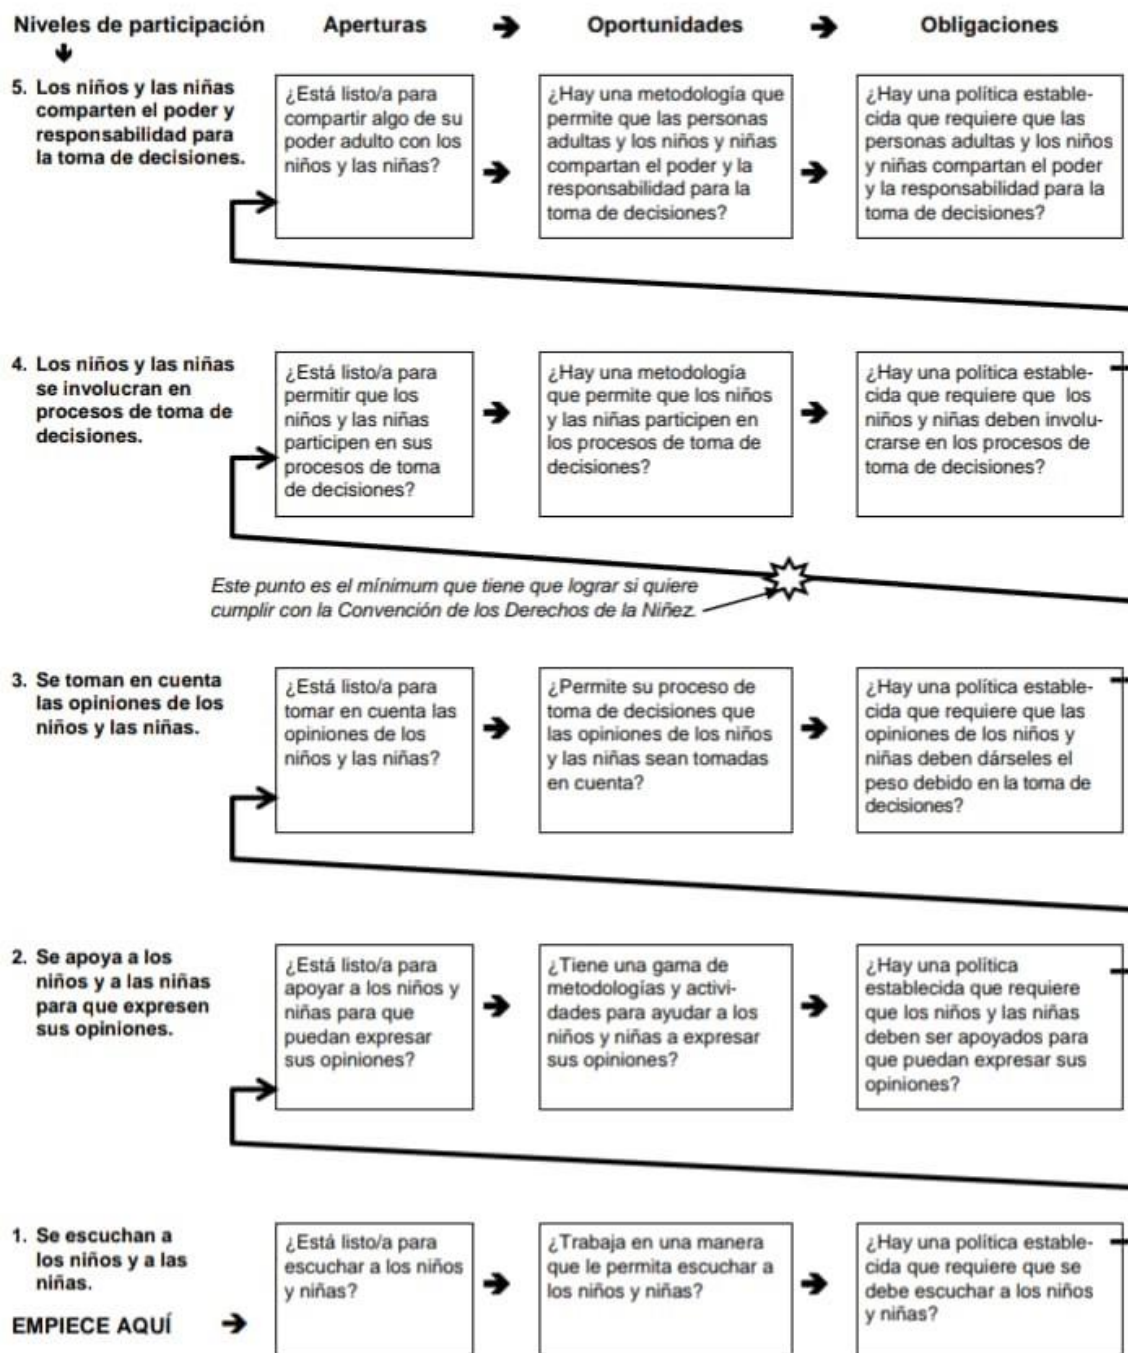 Niveles de participación Aperturas Oportunidades Obligaciones
5. Los niños y las niñas
comparten el poder y
responsabilidad para
la toma de decisiones.
¿Está listo/a para
compartir algo de su
poder adulto con los
niños y las niñas?
¿Hay una metodología que
permite que las personas
adultas y los niños y niñas
compartan el poder y la
responsabilidad para la
toma de decisiones?
¿Hay una política estable-
cida que requiere que las
personas adultas y los niños
y niñas compartan el poder
y la responsabilidad para la
toma de decisiones?
4. Los niños y las niñas
se involucran en
procesos de toma de
decisiones.
¿Está listo/a para
permitir que los
niños y las niñas
participen en sus
procesos de toma
de decisiones?
¿Hay una metodología
que permite que los niños
y las niñas participen en
los procesos de toma de
decisiones?
¿Hay una política estable-
cida que requiere que los
niños y niñas deben involu-
crarse en los procesos de
toma de decisiones?
Este punto es el mínimum que tiene que lograr si quiere
cumplir con la Convención de los Derechos de la Niñez.
3. Se toman en cuenta
las opiniones de los
niños y las niñas.
¿Está listo/a para
tomar en cuenta las
opiniones de los
niños y las niñas?
¿Permite su proceso de
toma de decisiones que
las opiniones de los niños
y las niñas sean tomadas
en cuenta?
¿Hay una política estable-
cida que requiere que las
opiniones de los niños y
niñas deben dárseles el
peso debido en la toma de
decisiones?
2. Se apoya a los
niños y a las niñas
para que expresen
sus opiniones.
¿Está listo/a para
apoyar a los niños y
niñas para que
puedan expresar
sus opiniones?
¿Tiene una gama de
metodologías y activi-
dades para ayudar a los
niños y niñas a expresar
sus opiniones?
¿Hay una política
establecida que requiere
que los niños y las niñas
deben ser apoyados para
que puedan expresar sus
opiniones?
1. Se escuchan a
los niños y a las
niñas.
EMPIECE AQUÍ
¿Está listo/a para
escuchar a los niños
y niñas?
¿Trabaja en una manera
que le permita escuchar a
los niños y niñas?
¿Hay una política estable-
cida que requiere que se
debe escuchar a los niños
y niñas?